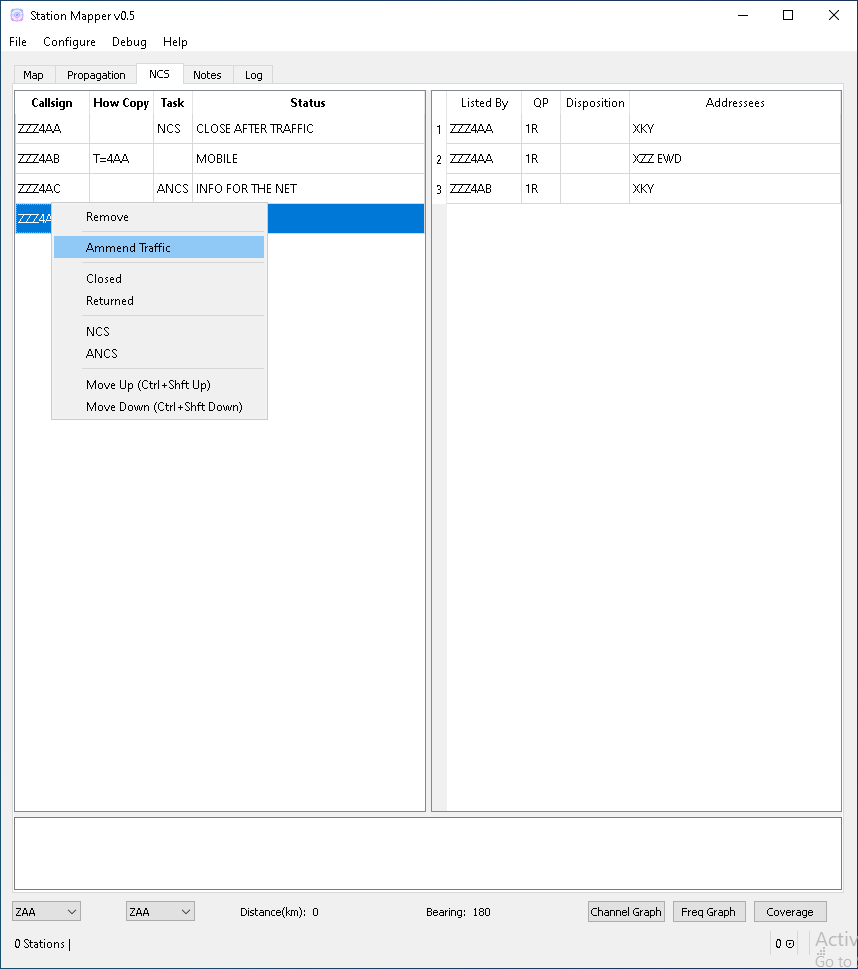 Station Mapper v0.5
File Configure Debug Help
Map Propagation NCS Notes Log
Callsign How Copy Task Status
ZZZ4AA NCS CLOSE AFTER TRAFFIC
ZZZ4AB T=4AA MOBILE
ZZZ4AC ANCS INFO FOR THE NET
ZZZ4A
Remove
Ammend Traffic
Closed
Returned
NCS
ANCS
Move Up (Ctrl+Shft Up)
Move Down (Ctrl+Shft Down)
Listed By QP Disposition Addressees
1 ZZZ4AA 1R XKY
2 ZZZ4AA 1R XZZ EWD
3 ZZZ4AB 1R XKY
ZAA ZAA Distance(km): 0 Bearing: 180 Channel Graph Freq Graph Coverage
0 Stations | 0
Activ
Go to